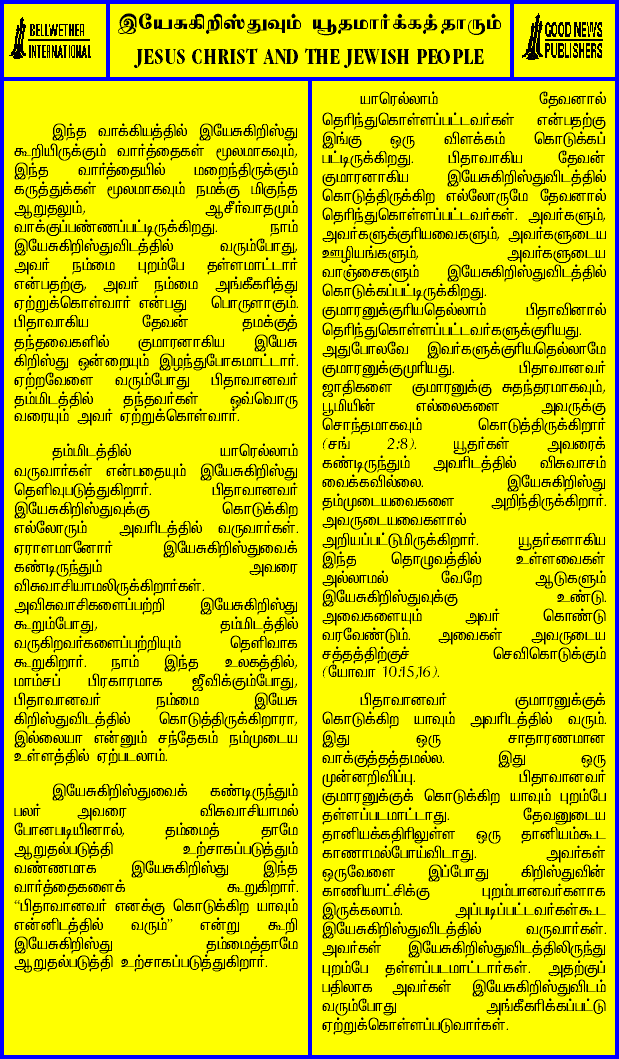 BELLWETHER
INTERNATIONAL
இயேசுகிறிஸ்துவும் யூதமார்க்கத்தாரும்
JESUS CHRIST AND THE JEWISH PEOPLE
GOOD NEWS
PUBLISHERS
இந்த வாக்கியத்தில் இயேசுகிறிஸ்து
கூறியிருக்கும் வார்த்தைகள் மூலமாகவும்,
இந்த வார்த்தையில் மறைந்திருக்கும்
கருத்துக்கள் மூலமாகவும் நமக்கு மிகுந்த
ஆறுதலும், ஆசீர்வாதமும்
வாக்குப்பண்ணப்பட்டிருக்கிறது. நாம்
இயேசுகிறிஸ்துவிடத்தில் வரும்போது,
அவர் நம்மை புறம்பே தள்ளமாட்டார்
என்பதற்கு, அவர் நம்மை அங்கீகரித்து
ஏற்றுக்கொள்வார் என்பது பொருளாகும்.
பிதாவாகிய தேவன் தமக்குத்
தந்தவைகளில் குமாரனாகிய இயேசு
கிறிஸ்து ஒன்றையும் இழந்துபோகமாட்டார்.
ஏற்றவேளை வரும்போது பிதாவானவர்
தம்மிடத்தில் தந்தவர்கள் ஒவ்வொரு
வரையும் அவர் ஏற்றுக்கொள்வார்.
தம்மிடத்தில் யாரெல்லாம்
வருவார்கள் என்பதையும் இயேசுகிறிஸ்து
தெளிவுபடுத்துகிறார். பிதாவானவர்
இயேசுகிறிஸ்துவுக்கு கொடுக்கிற
எல்லோரும் அவரிடத்தில் வருவார்கள்.
ஏராளமானோர் இயேசுகிறிஸ்துவைக்
கண்டிருந்தும் அவரை
விசுவாசியாமலிருக்கிறார்கள்.
அவிசுவாசிகளைப்பற்றி இயேசுகிறிஸ்து
கூறும்போது, தம்மிடத்தில்
வருகிறவர்களைப்பற்றியும் தெளிவாக
கூறுகிறார். நாம் இந்த உலகத்தில்,
மாம்சப் பிரகாரமாக ஜீவிக்கும்போது,
பிதாவானவர் நம்மை இயேசு
கிறிஸ்துவிடத்தில் கொடுத்திருக்கிறாரா,
இல்லையா என்னும் சந்தேகம் நம்முடைய
உள்ளத்தில் ஏற்படலாம்.
இயேசுகிறிஸ்துவைக் கண்டிருந்தும்
பலர் அவரை விசுவாசியாமல்
போனபடியினால், தம்மைத் தாமே
ஆறுதல்படுத்தி உற்சாகப்படுத்தும்
வண்ணமாக இயேசுகிறிஸ்து இந்த
வார்த்தைகளைக் கூறுகிறார்.
“பிதாவானவர் எனக்கு கொடுக்கிற யாவும்
என்னிடத்தில் வரும்” என்று கூறி
இயேசுகிறிஸ்து தம்மைத்தாமே
ஆறுதல்படுத்தி உற்சாகப்படுத்துகிறார்.
யாரெல்லாம் தேவனால்
தெரிந்துகொள்ளப்பட்டவர்கள் என்பதற்கு
இங்கு ஒரு விளக்கம் கொடுக்கப்
பட்டிருக்கிறது. பிதாவாகிய தேவன்
குமாரனாகிய இயேசுகிறிஸ்துவிடத்தில்
கொடுத்திருக்கிற எல்லோருமே தேவனால்
தெரிந்துகொள்ளப்பட்டவர்கள். அவர்களும்,
அவர்களுக்குரியவைகளும், அவர்களுடைய
ஊழியங்களும், அவர்களுடைய
வாஞ்சைகளும் இயேசுகிறிஸ்துவிடத்தில்
கொடுக்கப்பட்டிருக்கிறது.
குமாரனுக்குரியதெல்லாம் பிதாவினால்
தெரிந்துகொள்ளப்பட்டவர்களுக்குரியது.
அதுபோலவே இவர்களுக்குரியதெல்லாமே
குமாரனுக்குமுரியது. பிதாவானவர்
ஜாதிகளை குமாரனுக்கு சுதந்தரமாகவும்,
பூமியின் எல்லைகளை அவருக்கு
சொந்தமாகவும் கொடுத்திருக்கிறார்
(சங் 2:8). யூதர்கள் அவரைக்
கண்டிருந்தும் அவரிடத்தில் விசுவாசம்
வைக்கவில்லை. இயேசுகிறிஸ்து
தம்முடையவைகளை அறிந்திருக்கிறார்.
அவருடையவைகளால்
அறியப்பட்டுமிருக்கிறார். யூதர்களாகிய
இந்த தொழுவத்தில் உள்ளவைகள்
அல்லாமல் வேறே ஆடுகளும்
இயேசுகிறிஸ்துவுக்கு உண்டு.
அவைகளையும் அவர் கொண்டு
வரவேண்டும். அவைகள் அவருடைய
சத்தத்திற்குச் செவிகொடுக்கும்
(யோவா 10:15,16).
பிதாவானவர் குமாரனுக்குக்
கொடுக்கிற யாவும் அவரிடத்தில் வரும்.
இது ஒரு சாதாரணமான
வாக்குத்தத்தமல்ல. இது ஒரு
முன்னறிவிப்பு. பிதாவானவர்
குமாரனுக்குக் கொடுக்கிற யாவும் புறம்பே
தள்ளப்படமாட்டாது. தேவனுடைய
தானியக்கதிரிலுள்ள ஒரு தானியம்கூட
காணாமல்போய்விடாது. அவர்கள்
ஒருவேளை இப்போது கிறிஸ்துவின்
காணியாட்சிக்கு புறம்பானவர்களாக
இருக்கலாம். அப்படிப்பட்டவர்கள்கூட
இயேசுகிறிஸ்துவிடத்தில் வருவார்கள்.
அவர்கள் இயேசுகிறிஸ்துவிடத்திலிருந்து
புறம்பே தள்ளப்படமாட்டார்கள். அதற்குப்
பதிலாக அவர்கள் இயேசுகிறிஸ்துவிடம்
வரும்போது அங்கீகரிக்கப்பட்டு
ஏற்றுக்கொள்ளப்படுவார்கள்.